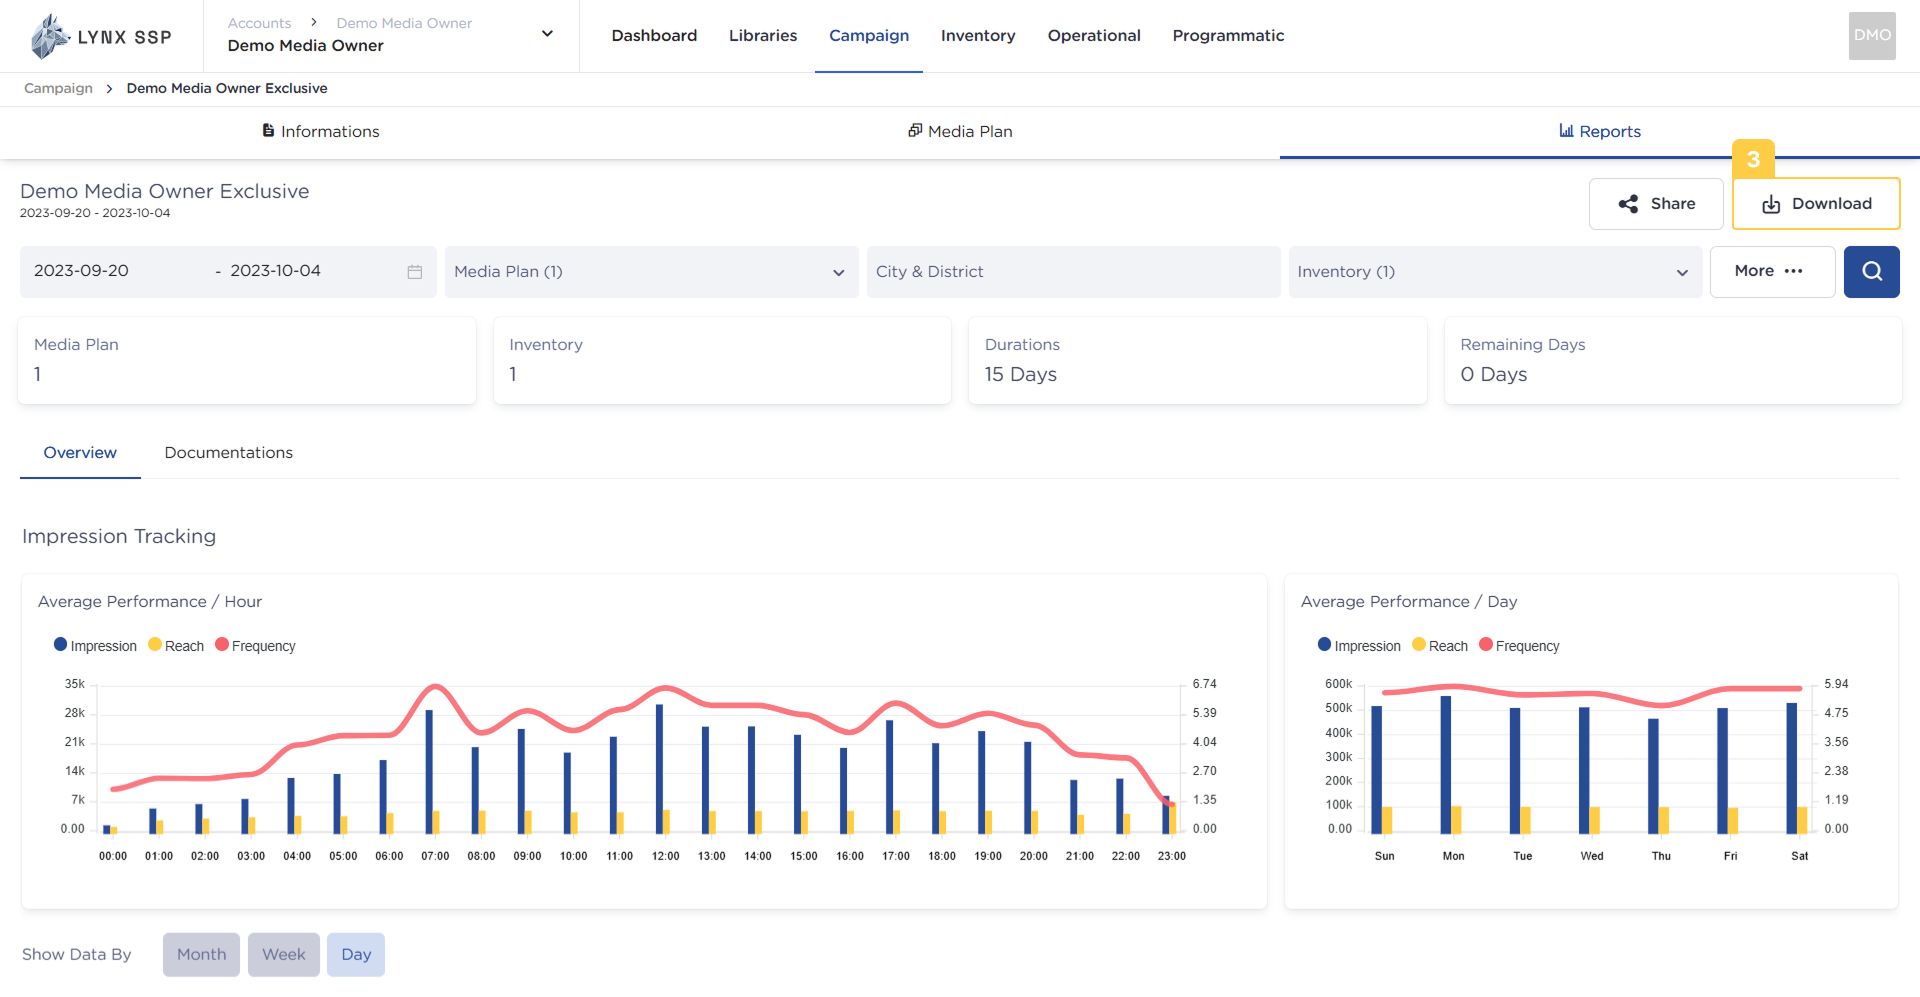 LYNX SSP
Accounts > Demo Media Owner
Demo Media Owner
Dashboard Libraries Campaign Inventory Operational Programmatic
DMO
Campaign > Demo Media Owner Exclusive
Informations Media Plan Reports
3
Demo Media Owner Exclusive
2023-09-20 - 2023-10-04
Share Download
2023-09-20 - 2023-10-04 Media Plan (1) City & District Inventory (1) More •••
Media Plan
1
Inventory
1
Durations
15 Days
Remaining Days
0 Days
Overview Documentations
Impression Tracking
Average Performance / Hour
Impression Reach Frequency
35k 6.74
28k 5.39
21k 4.04
14k 2.70
7k 1.35
0.00 0.00
00:00 01:00 02:00 03:00 04:00 05:00 06:00 07:00 08:00 09:00 10:00 11:00 12:00 13:00 14:00 15:00 16:00 17:00 18:00 19:00 20:00 21:00 22:00 23:00
Average Performance / Day
Impression Reach Frequency
600k 5.94
500k 4.75
400k 3.56
300k 2.38
200k 1.19
100k 0.00
0.00
Sun Mon Tue Wed Thu Fri Sat
Show Data By Month Week Day